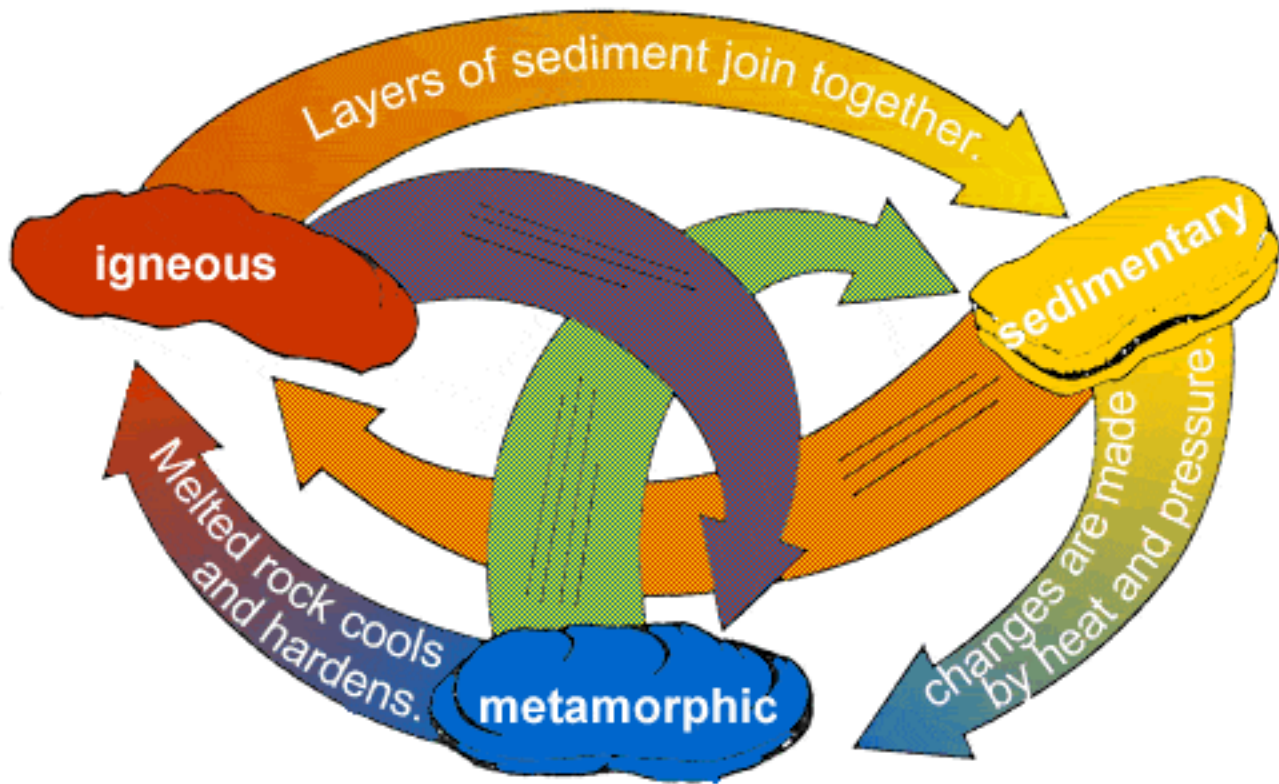 Layers of sediment join together.
igneous
sedimentary
Melted rock cools
and hardens.
changes are made
by heat and pressure.
metamorphic